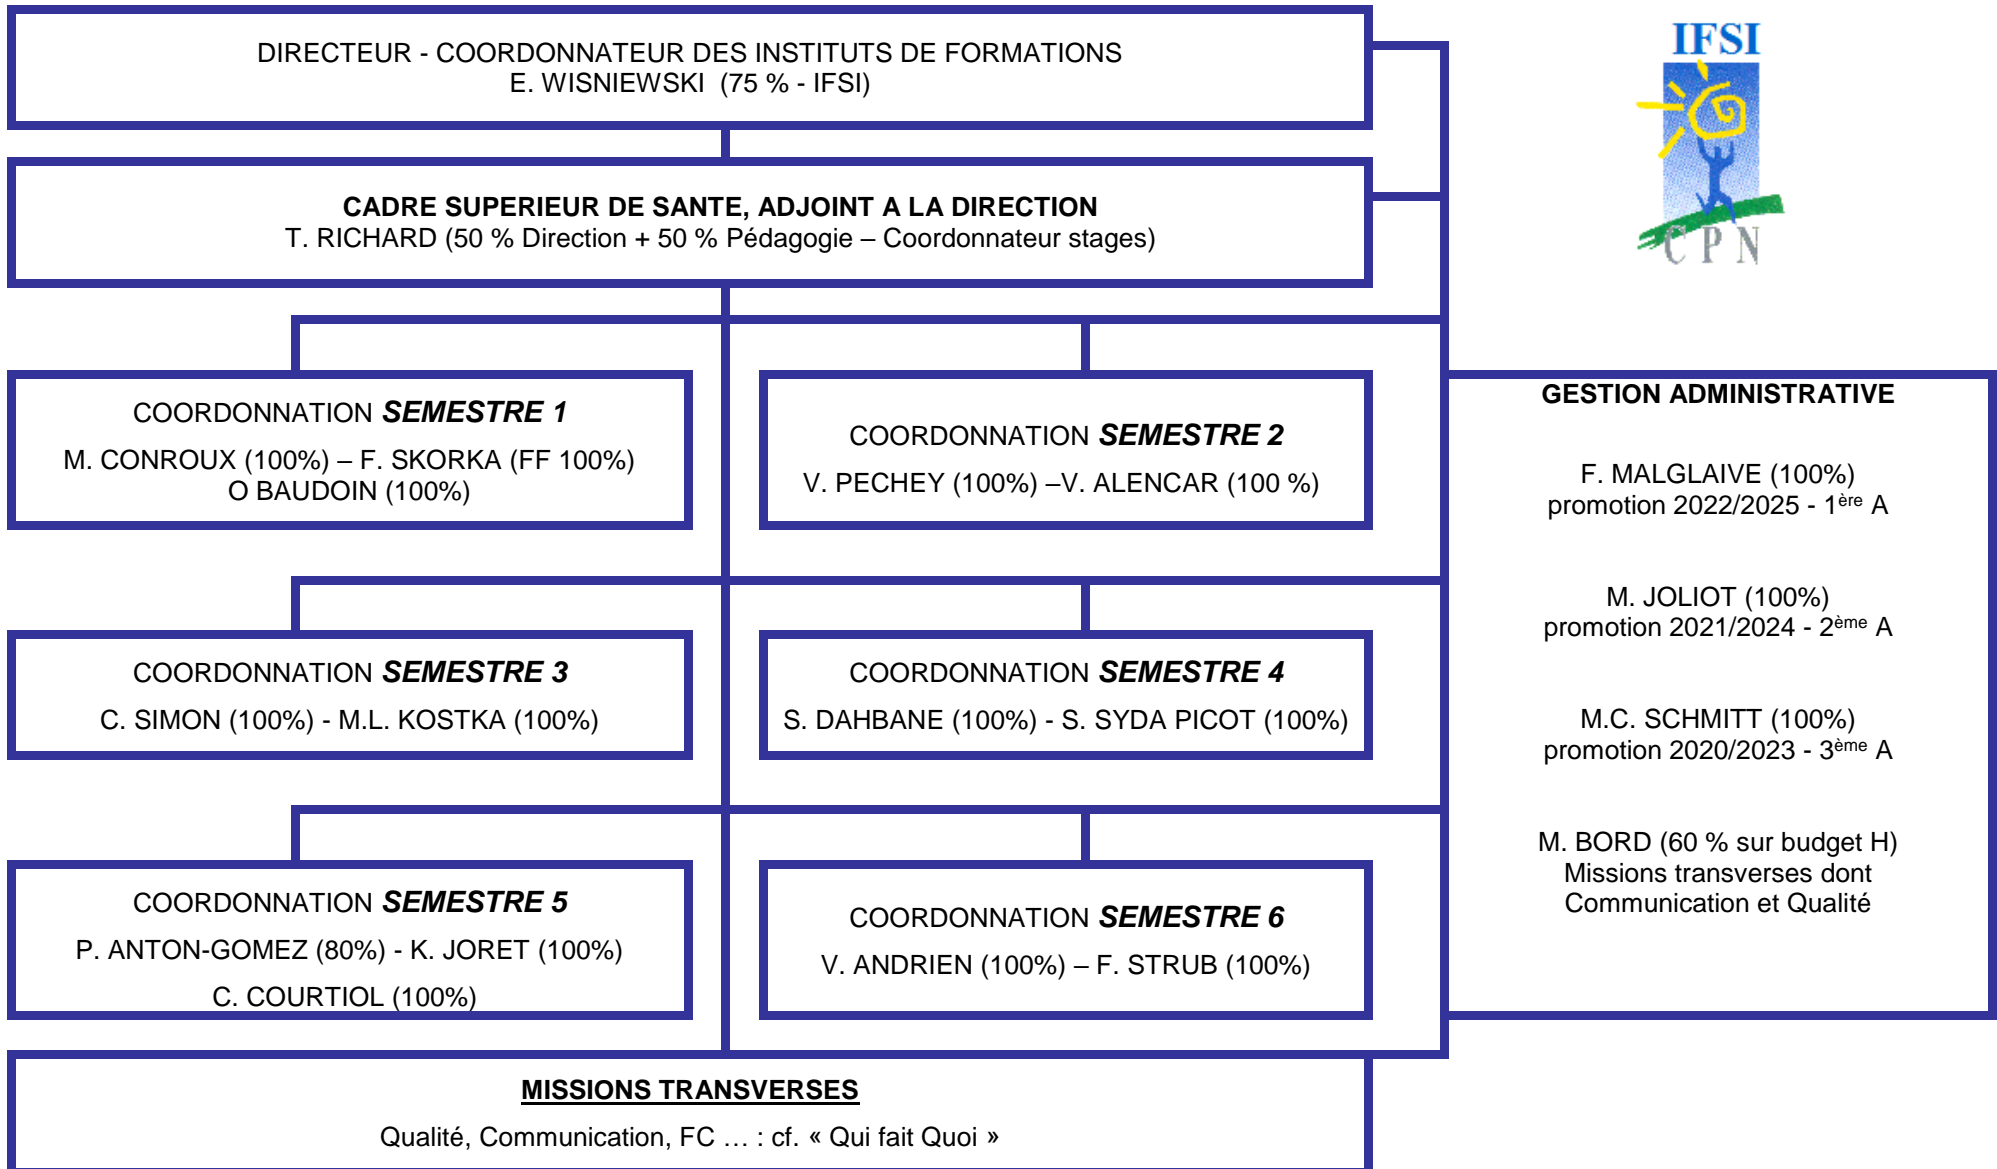 DIRECTEUR - COORDONNATEUR DES INSTITUTS DE FORMATIONS
E. WISNIEWSKI (75 % - IFSI)
IFSI
CPN
CADRE SUPERIEUR DE SANTE, ADJOINT A LA DIRECTION
T. RICHARD (50 % Direction + 50 % Pédagogie – Coordonnateur stages)
COORDONNATION SEMESTRE 1
M. CONROUX (100%) – F. SKORKA (FF 100%)
O BAUDOIN (100%)
COORDONNATION SEMESTRE 2
V. PECHEY (100%) –V. ALENCAR (100 %)
COORDONNATION SEMESTRE 3
C. SIMON (100%) - M.L. KOSTKA (100%)
COORDONNATION SEMESTRE 4
S. DAHBANE (100%) - S. SYDA PICOT (100%)
COORDONNATION SEMESTRE 5
P. ANTON-GOMEZ (80%) - K. JORET (100%)
C. COURTIOL (100%)
COORDONNATION SEMESTRE 6
V. ANDRIEN (100%) – F. STRUB (100%)
GESTION ADMINISTRATIVE
F. MALGLAIVE (100%)
promotion 2022/2025 - 1ère A
M. JOLIOT (100%)
promotion 2021/2024 - 2ème A
M.C. SCHMITT (100%)
promotion 2020/2023 - 3ème A
M. BORD (60 % sur budget H)
Missions transverses dont
Communication et Qualité
MISSIONS TRANSVERSES
Qualité, Communication, FC … : cf. « Qui fait Quoi »